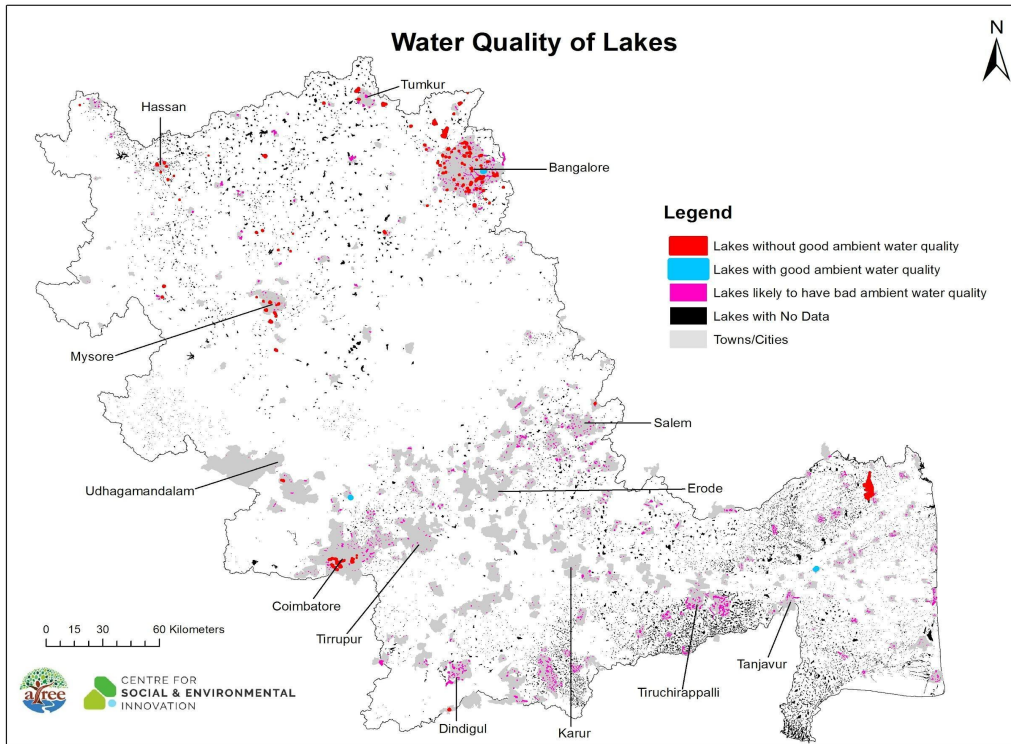 Water Quality of Lakes
N
Tumkur
Hassan
Bangalore
Legend
Lakes without good ambient water quality
Lakes with good ambient water quality
Lakes likely to have bad ambient water quality
Lakes with No Data
Towns/Cities
Mysore
Salem
Udhagamandalam
Erode
Coimbatore
0 15 30 60 Kilometers
Tirrupur
Tanjavur
Tiruchirappalli
atree
CENTRE FOR
SOCIAL & ENVIRONMENTAL
INNOVATION
Dindigul
Karur